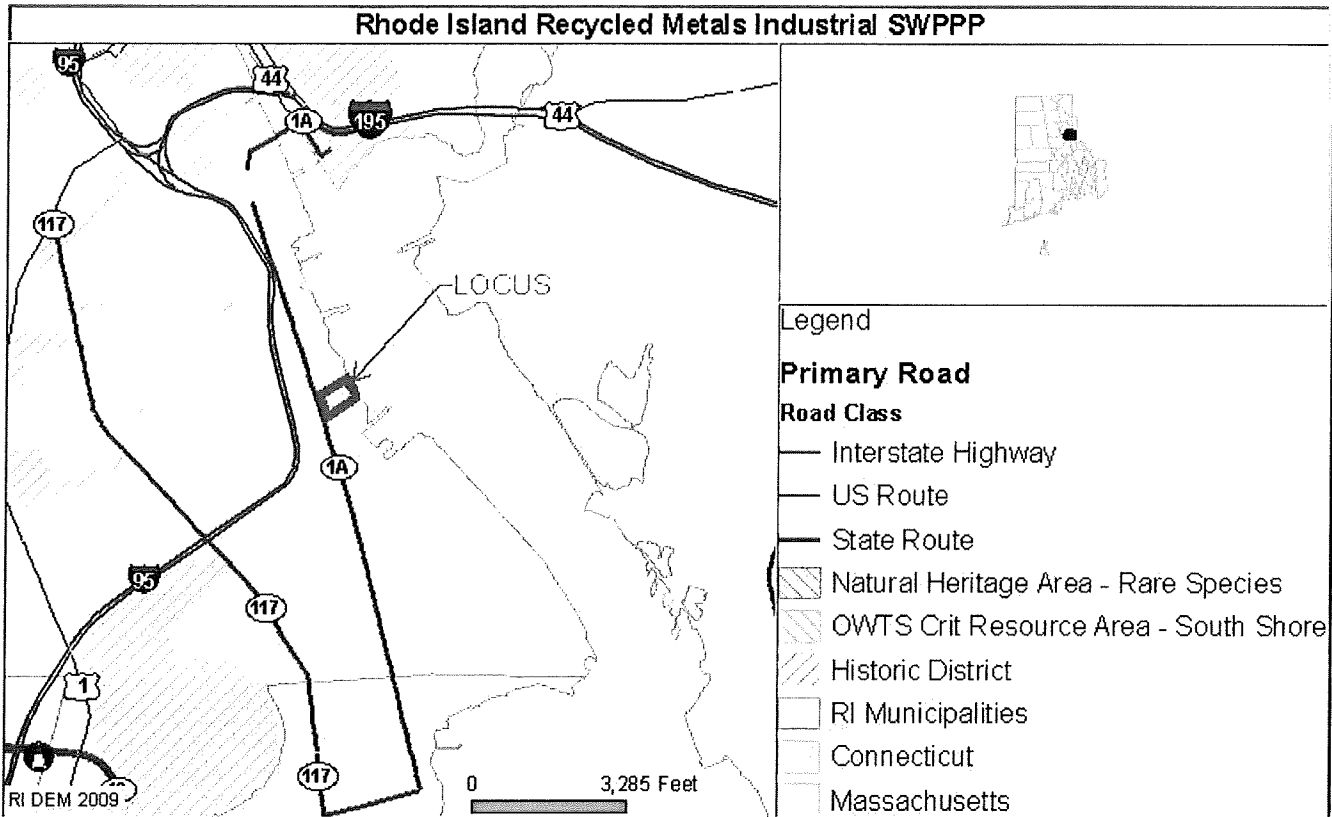 Rhode Island Recycled Metals Industrial SWPPP
95
44
1A
195
44
117
LOCUS
1A
95
117
1
117
RI DEM 2009
0 3,285 Feet
Legend
Primary Road
Road Class
Interstate Highway
US Route
State Route
Natural Heritage Area - Rare Species
OWTS Crit Resource Area - South Shore
Historic District
RI Municipalities
Connecticut
Massachusetts